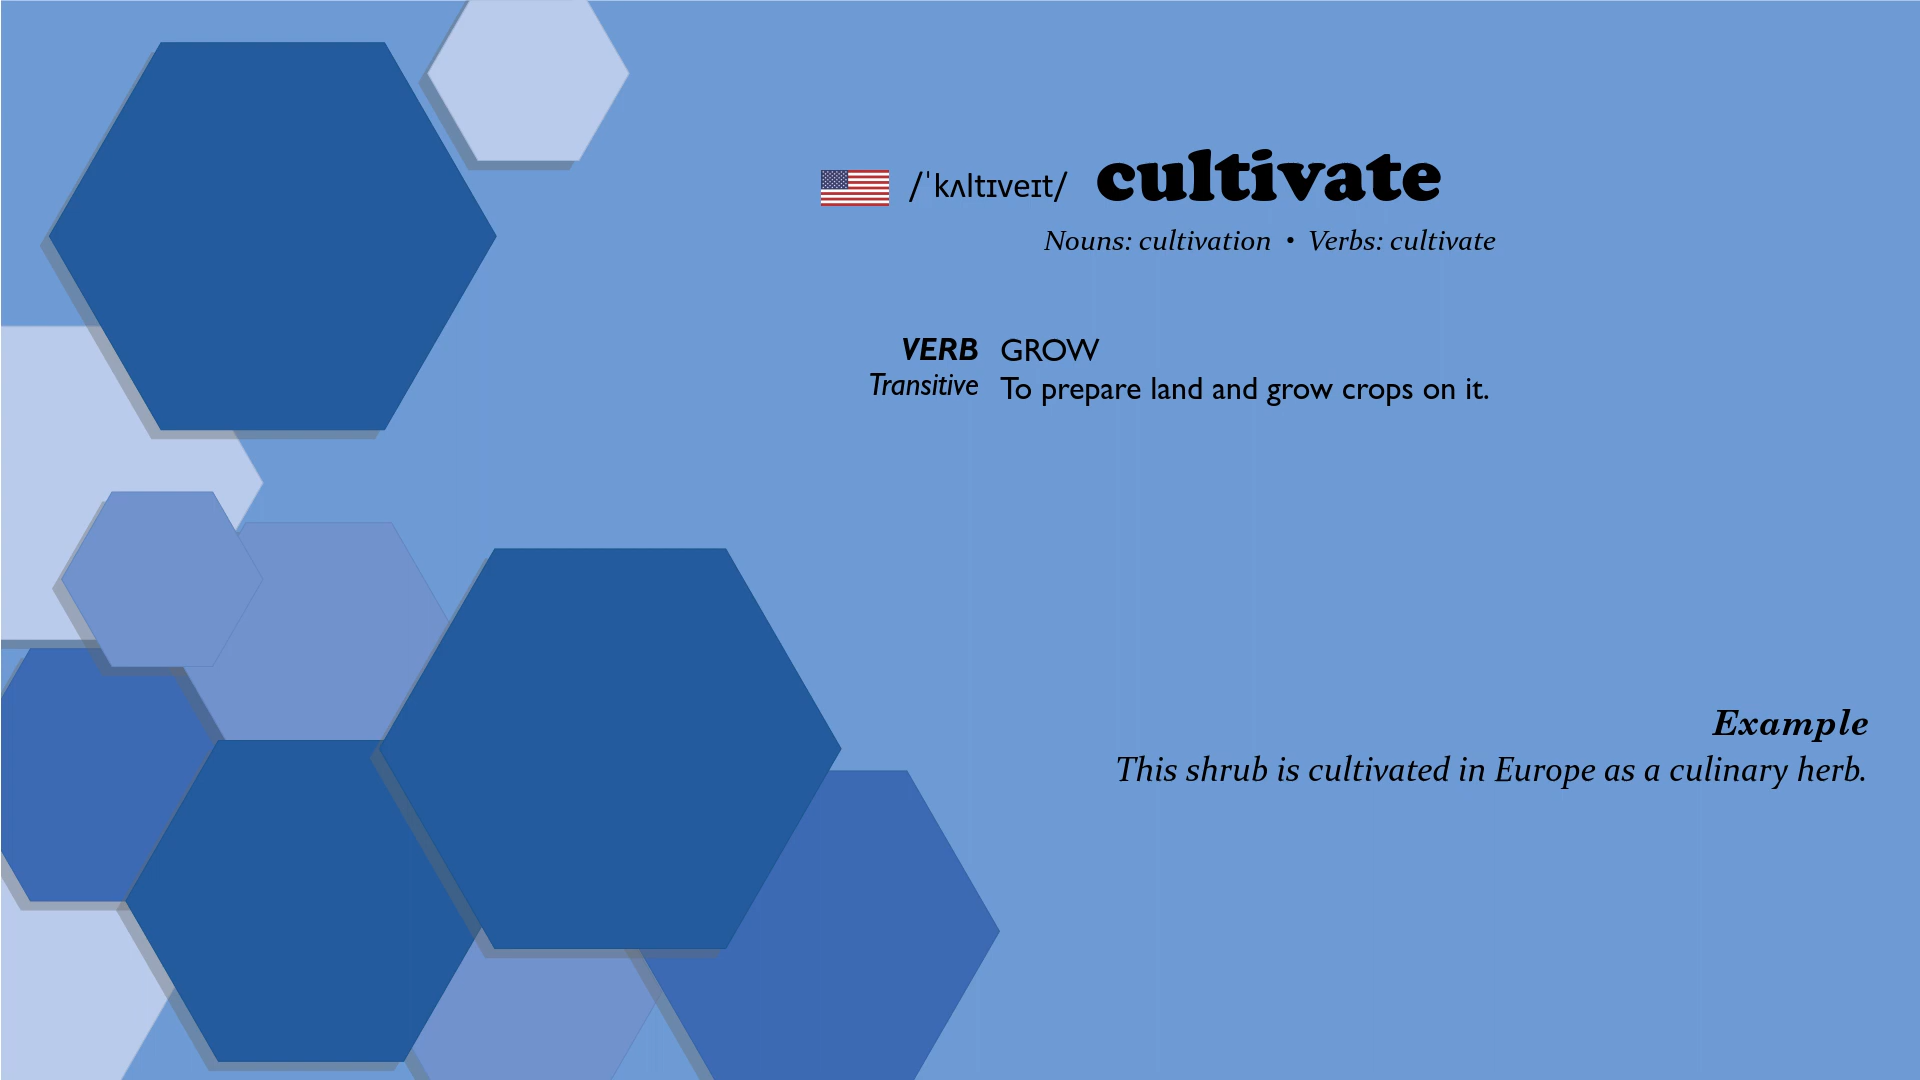 /ˈkʌltɪveɪt/ cultivate
Nouns: cultivation • Verbs: cultivate
VERB GROW
Transitive To prepare land and grow crops on it.
Example
This shrub is cultivated in Europe as a culinary herb.